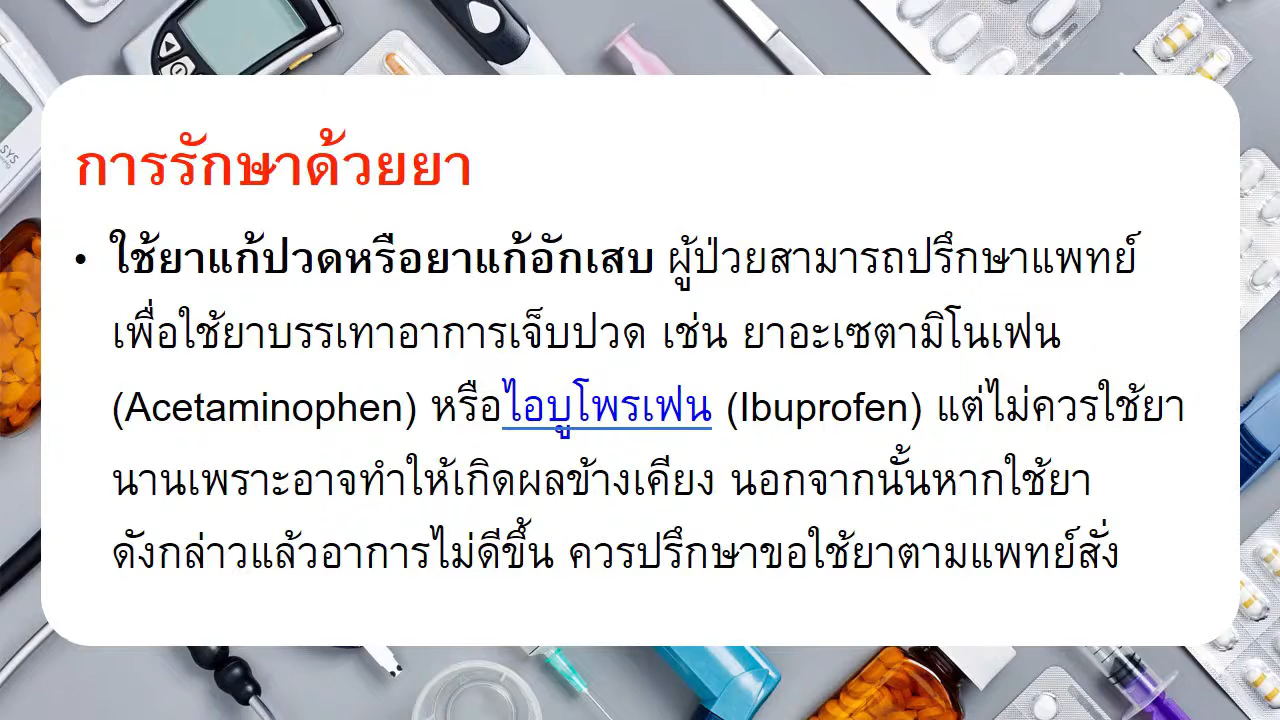 การรักษาด้วยยา
• ใช้ยาแก้ปวดหรือยาแก้อักเสบ ผู้ป่วยสามารถปรึกษาแพทย์
เพื่อใช้ยาบรรเทาอาการเจ็บปวด เช่น ยาอะเซตามิโนเฟน
(Acetaminophen) หรือไอบูโพรเฟน (Ibuprofen) แต่ไม่ควรใช้ยา
นานเพราะอาจทำให้เกิดผลข้างเคียง นอกจากนั้นหากใช้ยา
ดังกล่าวแล้วอาการไม่ดีขึ้น ควรปรึกษาขอใช้ยาตามแพทย์สั่ง
SYS